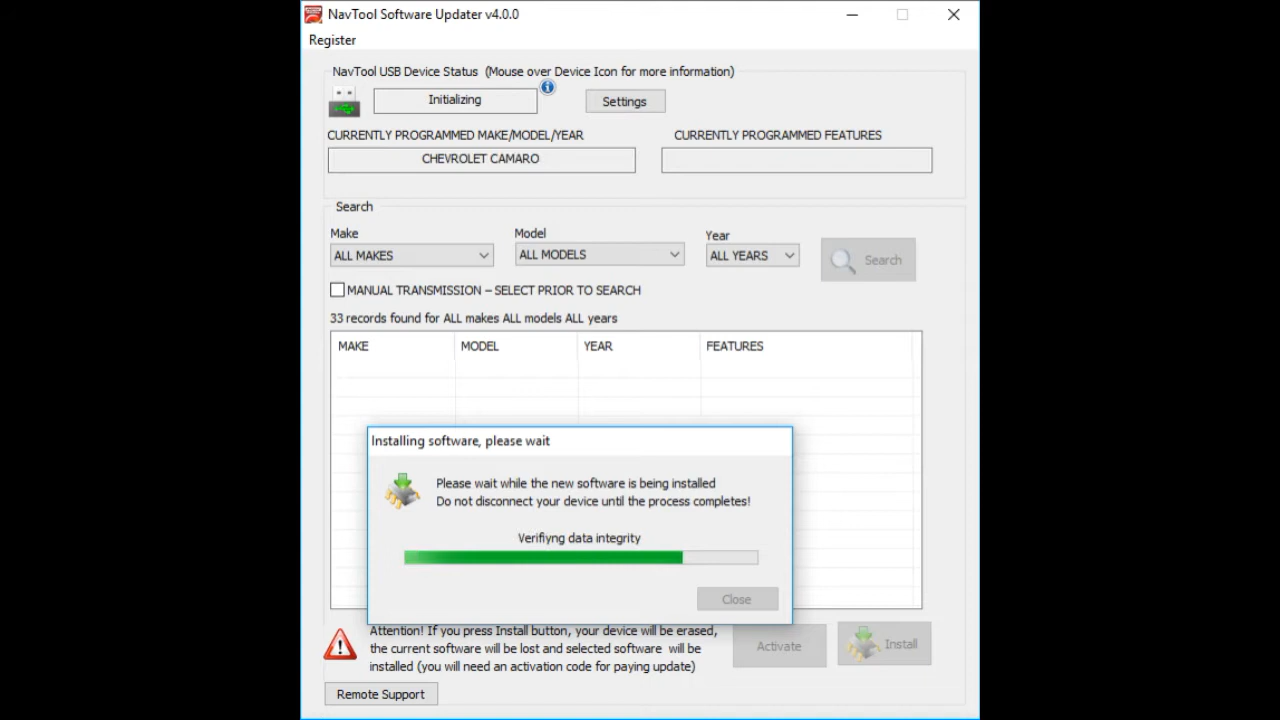 NavTool Software Updater v4.0.0
Register
NavTool USB Device Status (Mouse over Device Icon for more information)
Initializing
Settings
CURRENTLY PROGRAMMED MAKE/MODEL/YEAR
CURRENTLY PROGRAMMED FEATURES
CHEVROLET CAMARO
Search
Make
Model
Year
ALL MAKES
ALL MODELS
ALL YEARS
Search
MANUAL TRANSMISSION – SELECT PRIOR TO SEARCH
33 records found for ALL makes ALL models ALL years
MAKE MODEL YEAR FEATURES
Installing software, please wait
Please wait while the new software is being installed
Do not disconnect your device until the process completes!
Verifiyng data integrity
Close
Attention! If you press Install button, your device will be erased,
the current software will be lost and selected software will be
installed (you will need an activation code for paying update)
Activate
Install
Remote Support